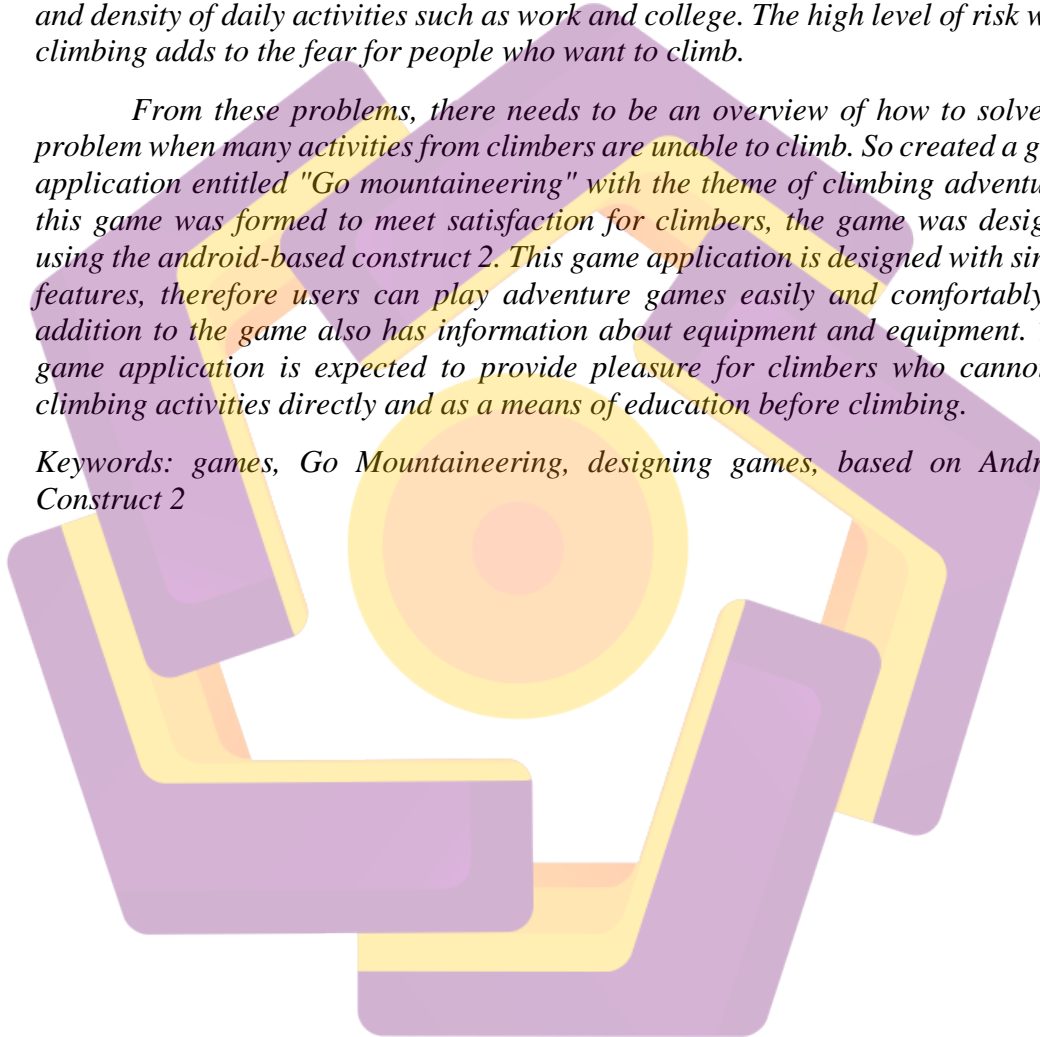 and density of daily activities such as work and college. The high level of risk w
climbing adds to the fear for people who want to climb.
From these problems, there needs to be an overview of how to solve
problem when many activities from climbers are unable to climb. So created a g
application entitled "Go mountaineering" with the theme of climbing adventu
this game was formed to meet satisfaction for climbers, the game was desig
using the android-based construct 2. This game application is designed with sim
features, therefore users can play adventure games easily and comfortably
addition to the game also has information about equipment and equipment.
game application is expected to provide pleasure for climbers who canno
climbing activities directly and as a means of education before climbing.
Keywords: games, Go Mountaineering, designing games, based on Andr
Construct 2